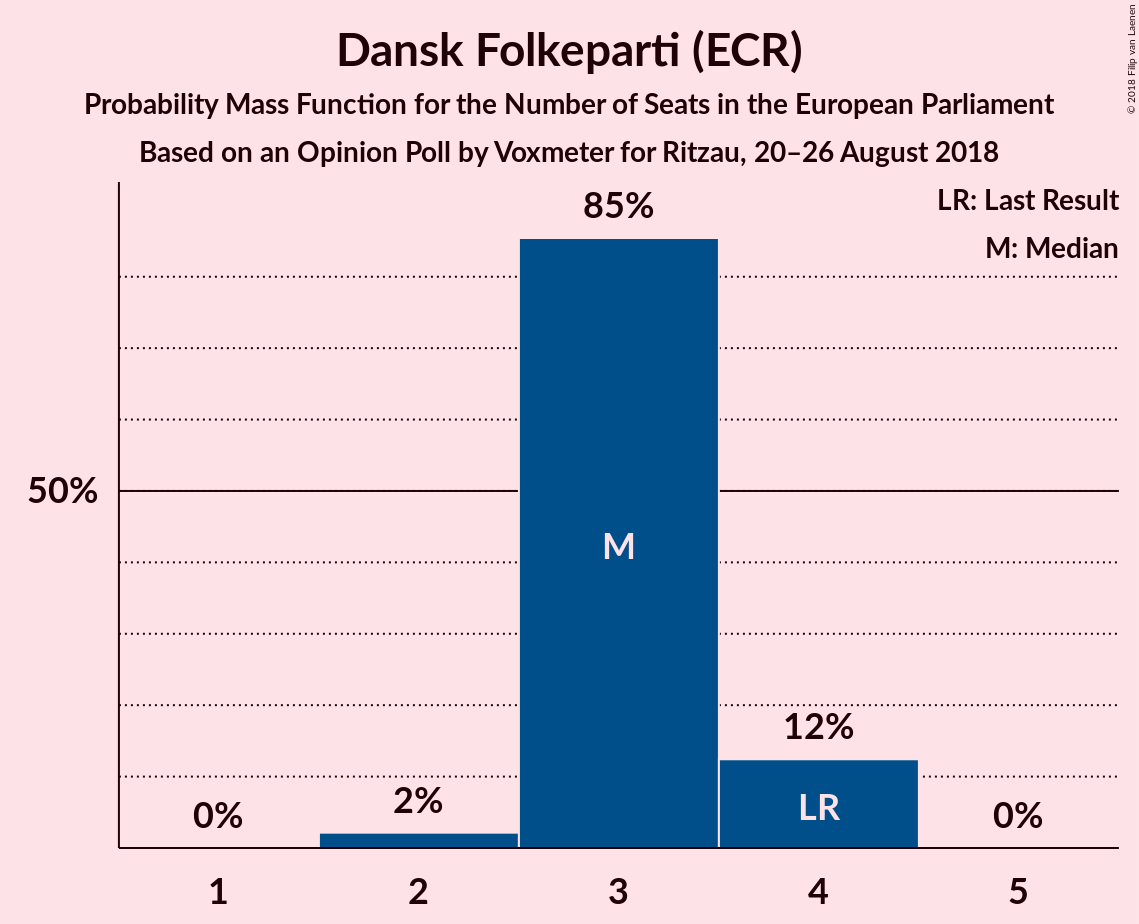 Dansk Folkeparti (ECR)
Probability Mass Function for the Number of Seats in the European Parliament
Based on an Opinion Poll by Voxmeter for Ritzau, 20–26 August 2018
© 2018 Filip van Laenen
LR: Last Result
M: Median
85%
50%
M
12%
LR
2%
0%
0%
1 2 3 4 5